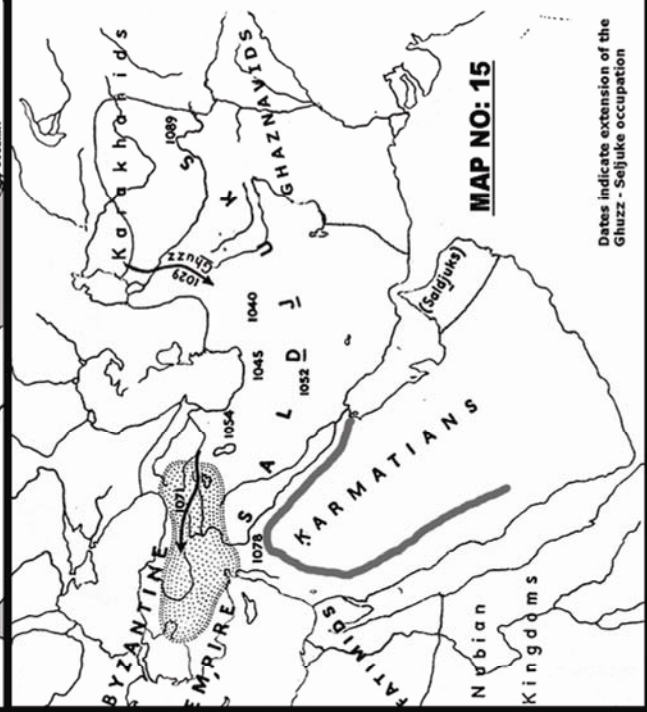 Karakhanids
GHAZNAVIDS
1089
SALDJUKS
Ghuzz
1029
1040
1045
1052
1054
1071
1078
BYZANTINE
EMPIRE
(Saldjuks)
KARMATIANS
FATIMIDS
Nubian
Kingdoms
MAP NO: 15
Dates indicate extension of the
Ghuzz - Seljuke occupation